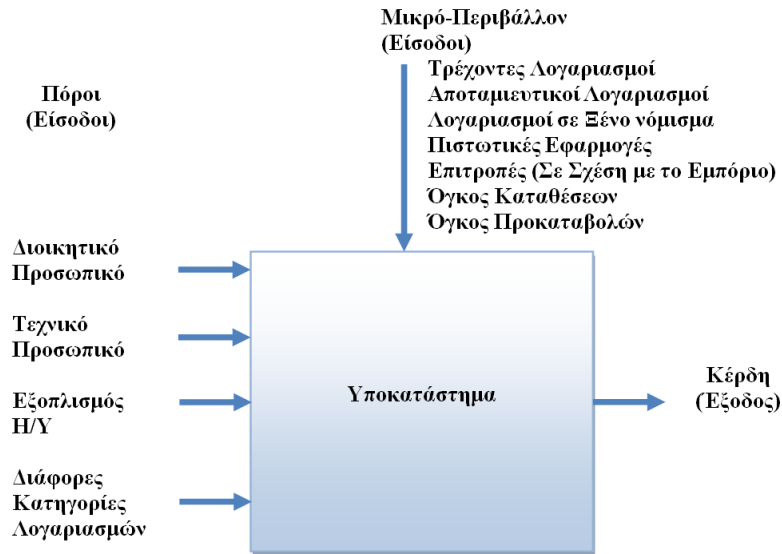 Μικρό-Περιβάλλον
(Είσοδοι)
Τρέχοντες Λογαριασμοί
Αποταμιευτικοί Λογαριασμοί
Λογαριασμοί σε Ξένο νόμισμα
Πιστωτικές Εφαρμογές
Επιτροπές (Σε Σχέση με το Εμπόριο)
Όγκος Καταθέσεων
Όγκος Προκαταβολών
Πόροι
(Είσοδοι)
Διοικητικό
Προσωπικό
Τεχνικό
Προσωπικό
Εξοπλισμός
Η/Υ
Διάφορες
Κατηγορίες
Λογαριασμών
Υποκατάστημα
Κέρδη
(Έξοδος)